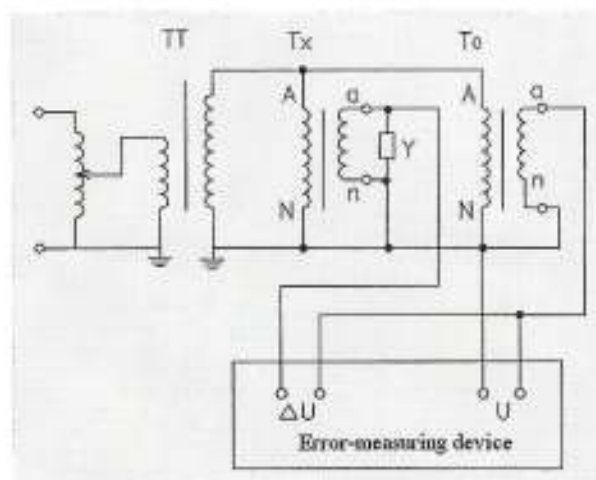 TT Tx To
A a A a
Y
n n
N N
ΔU U
Error-measuring device